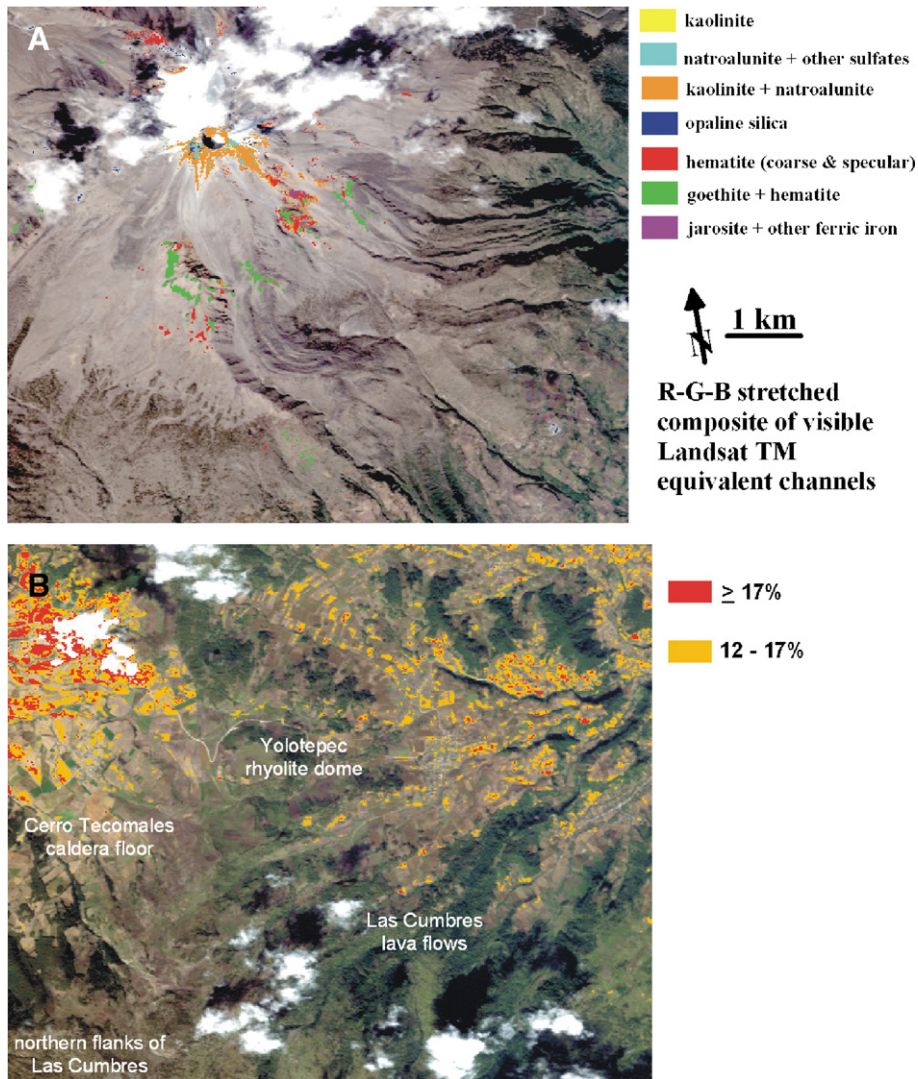 A
kaolinite
natroalunite + other sulfates
kaolinite + natroalunite
opaline silica
hematite (coarse & specular)
goethite + hematite
jarosite + other ferric iron
N
1 km
R-G-B stretched
composite of visible
Landsat TM
equivalent channels
B
≥ 17%
12 - 17%
Yolotepec
rhyolite dome
Cerro Tecomales
caldera floor
Las Cumbres
lava flows
northern flanks of
Las Cumbres